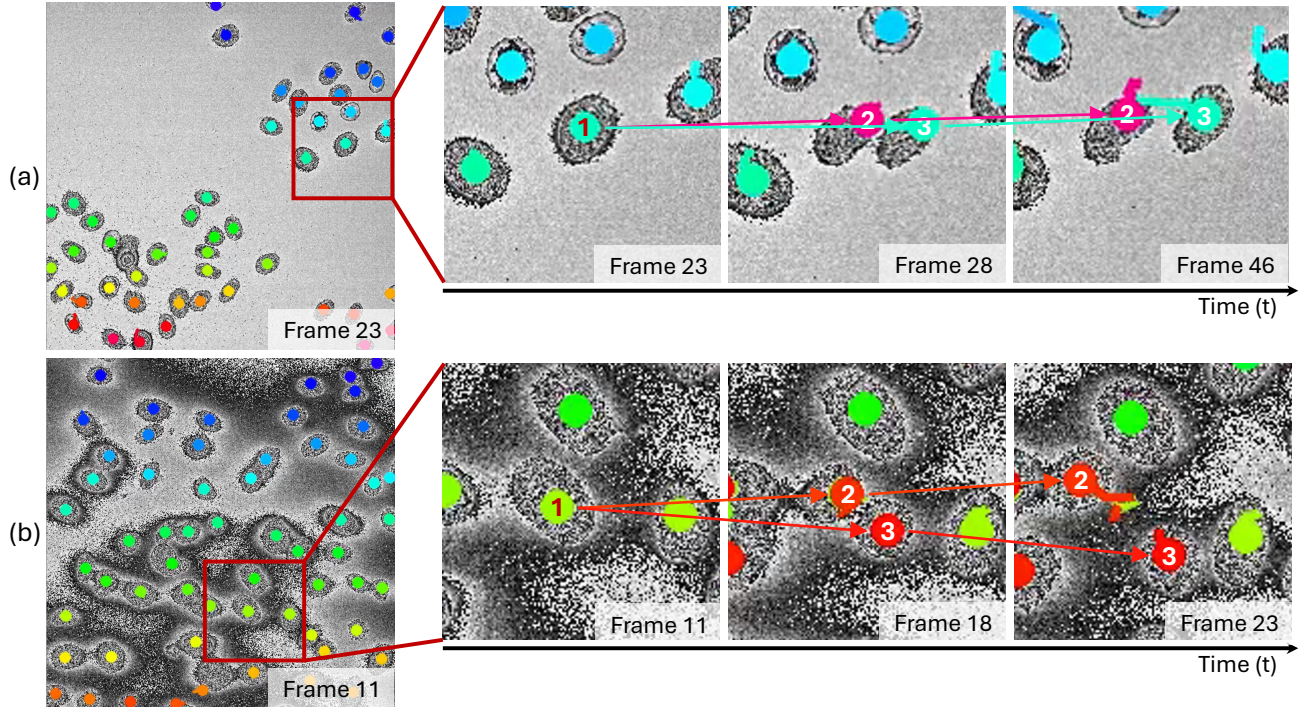 (a)
Frame 23
1
Frame 23
2
3
Frame 28
2
3
Frame 46
Time (t)
(b)
Frame 11
1
Frame 11
2
3
Frame 18
2
3
Frame 23
Time (t)